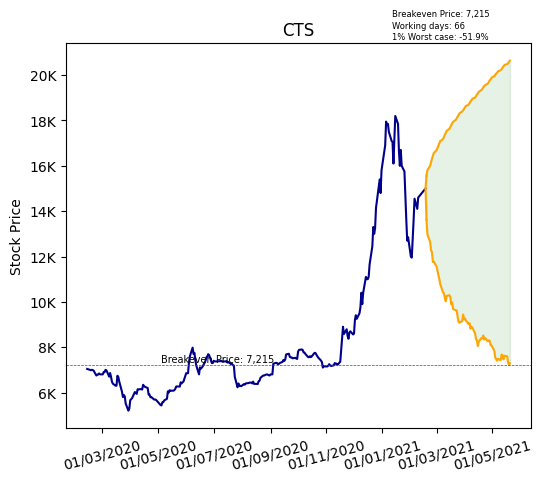 Breakeven Price: 7,215
Working days: 66
1% Worst case: -51.9%
CTS
Stock Price
20K
18K
16K
14K
12K
10K
8K
6K
Breakeven Price: 7,215
01/03/2020
01/05/2020
01/07/2020
01/09/2020
01/11/2020
01/01/2021
01/03/2021
01/05/2021